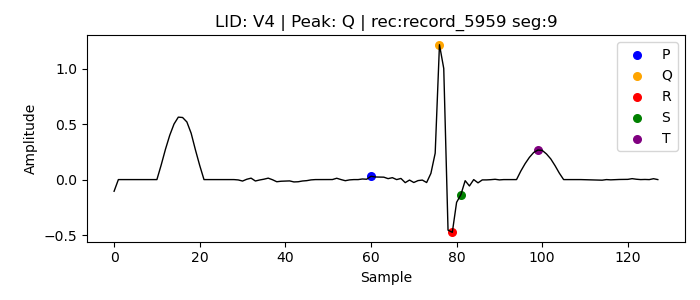 LID: V4 | Peak: Q | rec:record_5959 seg:9
Amplitude
1.0
0.5
0.0
−0.5
0 20 40 60 80 100 120
Sample
P
Q
R
S
T